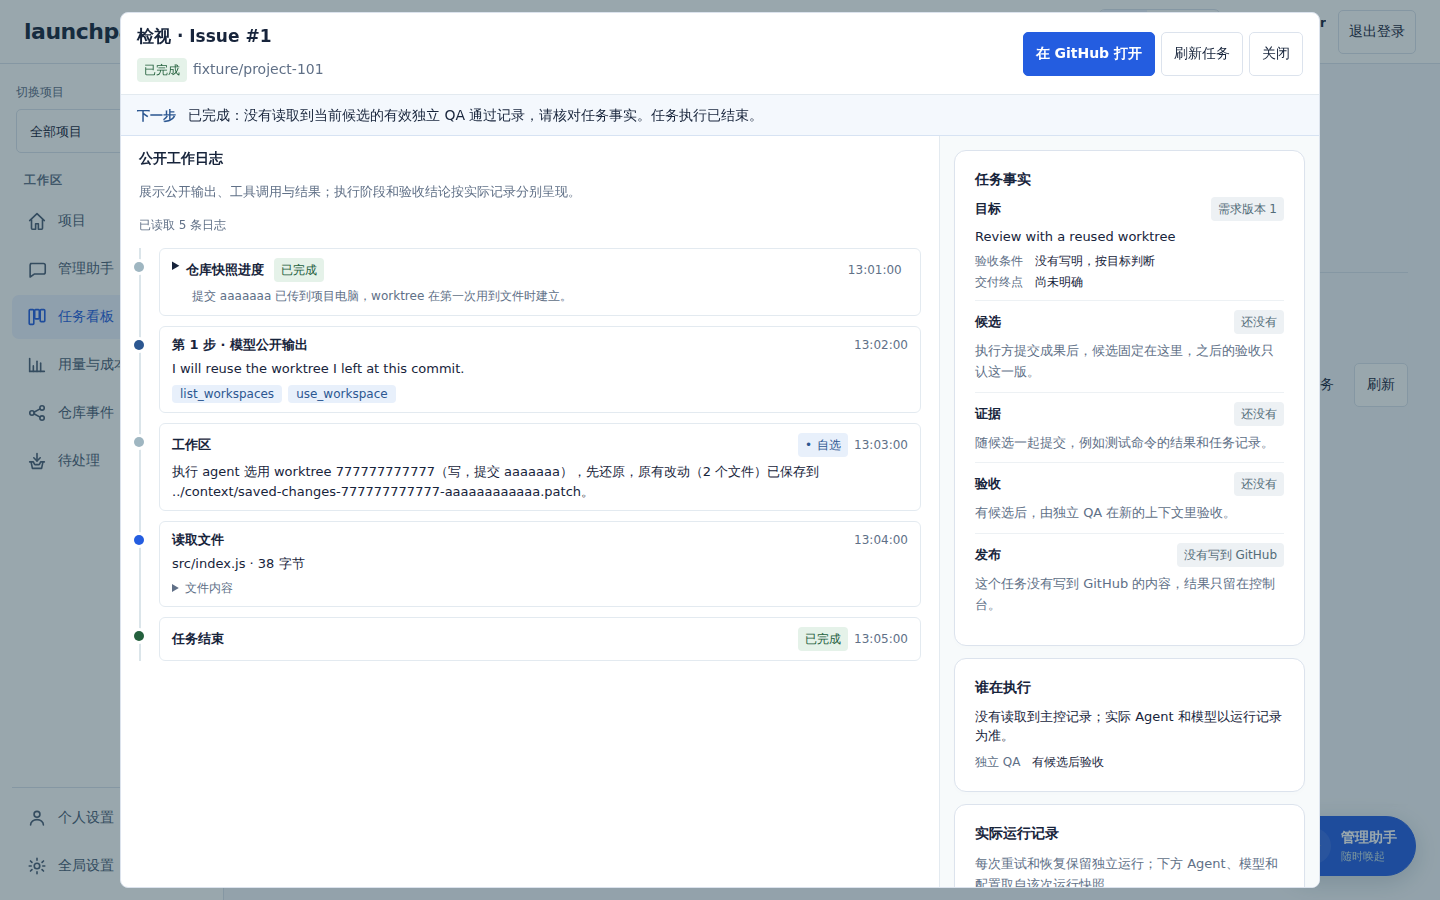 launchp
退出登录
切换项目
全部项目
工作区
项目
管理助手
任务看板
用量与成本
仓库事件
待处理
个人设置
全局设置
检视 · Issue #1
已完成 fixture/project-101
在 GitHub 打开
刷新任务
关闭
下一步 已完成：没有读取到当前候选的有效独立 QA 通过记录，请核对任务事实。任务执行已结束。
公开工作日志
展示公开输出、工具调用与结果；执行阶段和验收结论按实际记录分别呈现。
已读取 5 条日志
仓库快照进度 已完成 13:01:00
提交 aaaaaaa 已传到项目电脑，worktree 在第一次用到文件时建立。
第 1 步 · 模型公开输出 13:02:00
I will reuse the worktree I left at this commit.
list_workspaces use_workspace
工作区 • 自选 13:03:00
执行 agent 选用 worktree 777777777777（写，提交 aaaaaaa），先还原，原有改动（2 个文件）已保存到
../context/saved-changes-777777777777-aaaaaaaaaaaa.patch。
读取文件 13:04:00
src/index.js · 38 字节
文件内容
任务结束 已完成 13:05:00
任务事实
目标 需求版本 1
Review with a reused worktree
验收条件 没有写明，按目标判断
交付终点 尚未明确
候选 还没有
执行方提交成果后，候选固定在这里，之后的验收只
认这一版。
证据 还没有
随候选一起提交，例如测试命令的结果和任务记录。
验收 还没有
有候选后，由独立 QA 在新的上下文里验收。
发布 没有写到 GitHub
这个任务没有写到 GitHub 的内容，结果只留在控制
台。
谁在执行
没有读取到主控记录；实际 Agent 和模型以运行记录
为准。
独立 QA 有候选后验收
实际运行记录
每次重试和恢复保留独立运行；下方 Agent、模型和
配置取自该次运行快照
r
务
刷新
管理助手
随时唤起